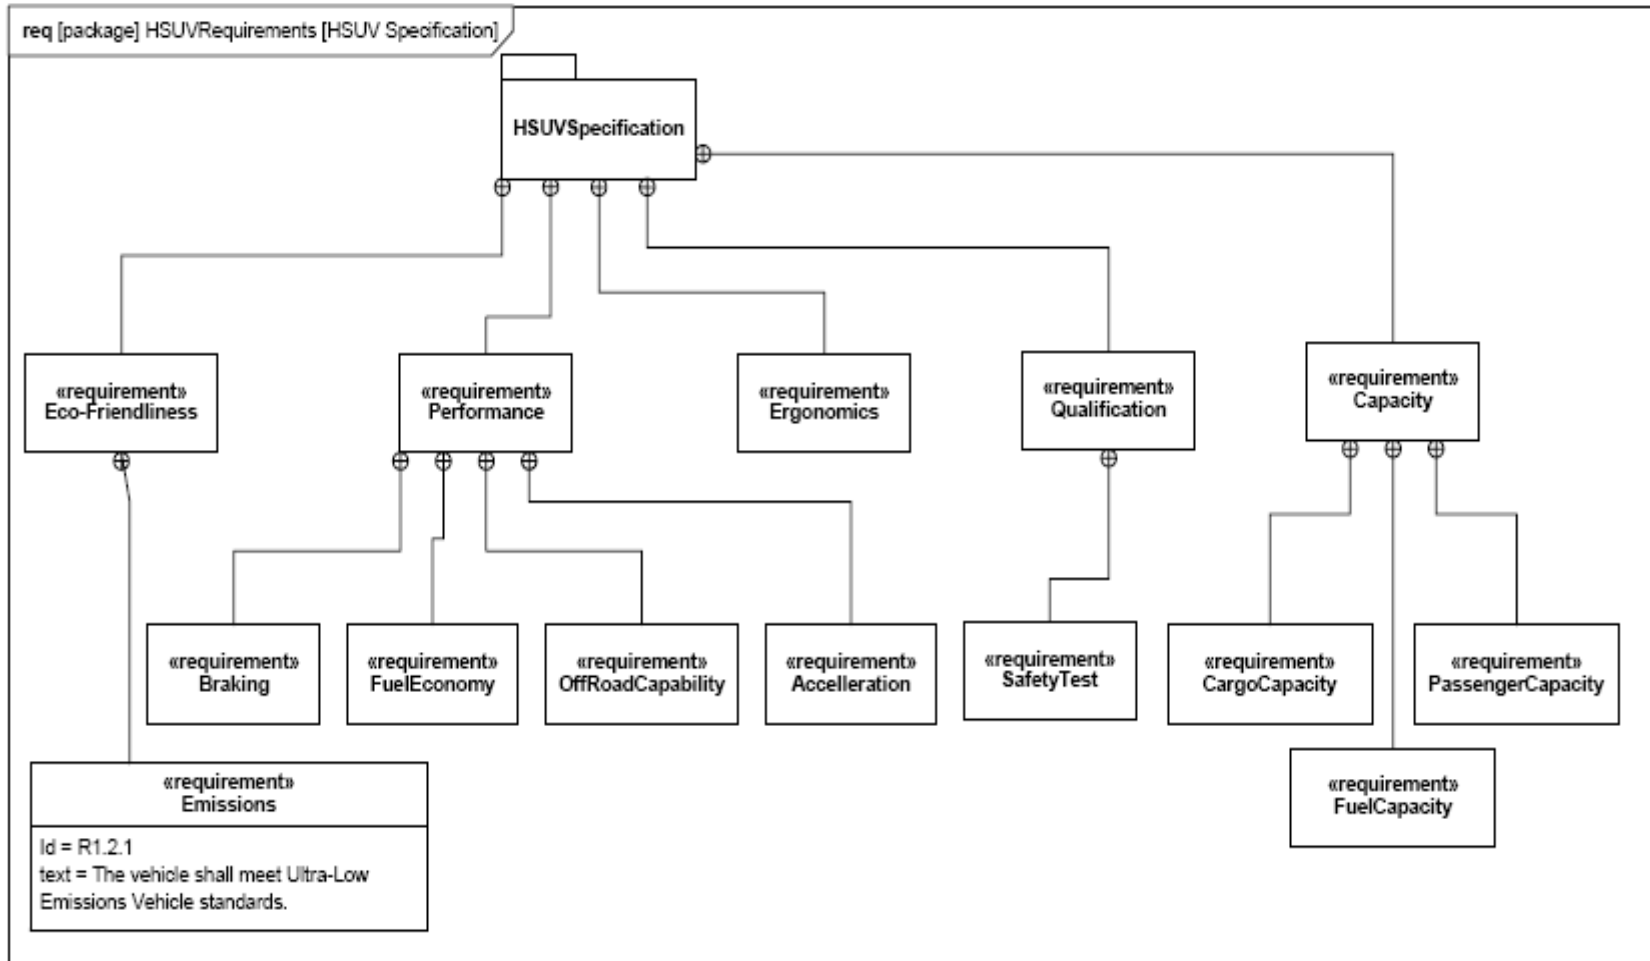 req [package] HSUVRequirements [HSUV Specification]
HSUVSpecification
«requirement»
Eco-Friendliness
«requirement»
Performance
«requirement»
Ergonomics
«requirement»
Qualification
«requirement»
Capacity
«requirement»
Braking
«requirement»
FuelEconomy
«requirement»
OffRoadCapability
«requirement»
Accelleration
«requirement»
SafetyTest
«requirement»
CargoCapacity
«requirement»
PassengerCapacity
«requirement»
FuelCapacity
«requirement»
Emissions
Id = R1.2.1
text = The vehicle shall meet Ultra-Low
Emissions Vehicle standards.